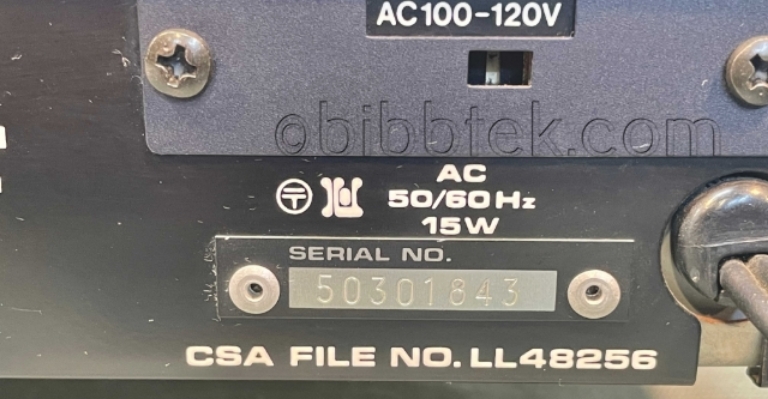 AC100-120V
©bibbtek.com
AC
50/60Hz
15W
SERIAL NO.
50301843
CSA FILE NO. LL48256